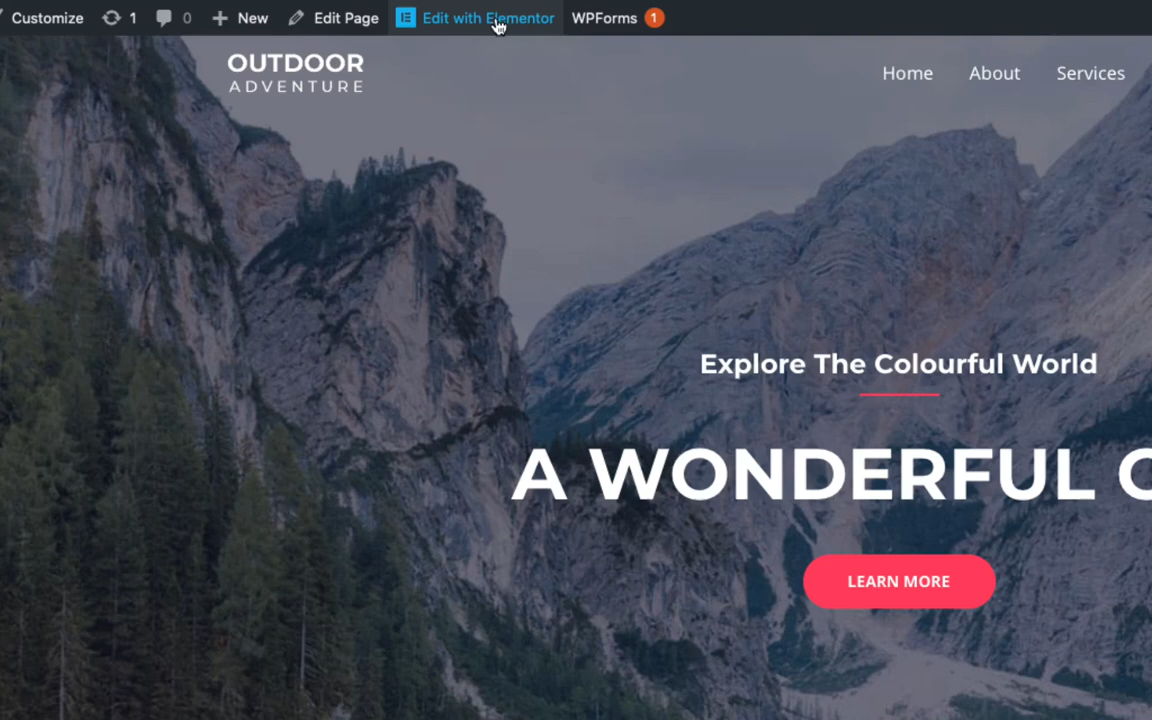 Customize 1 0 New Edit Page Edit with Elementor WPForms 1
OUTDOOR
ADVENTURE
Home About Services
Explore The Colourful World
A WONDERFUL
LEARN MORE